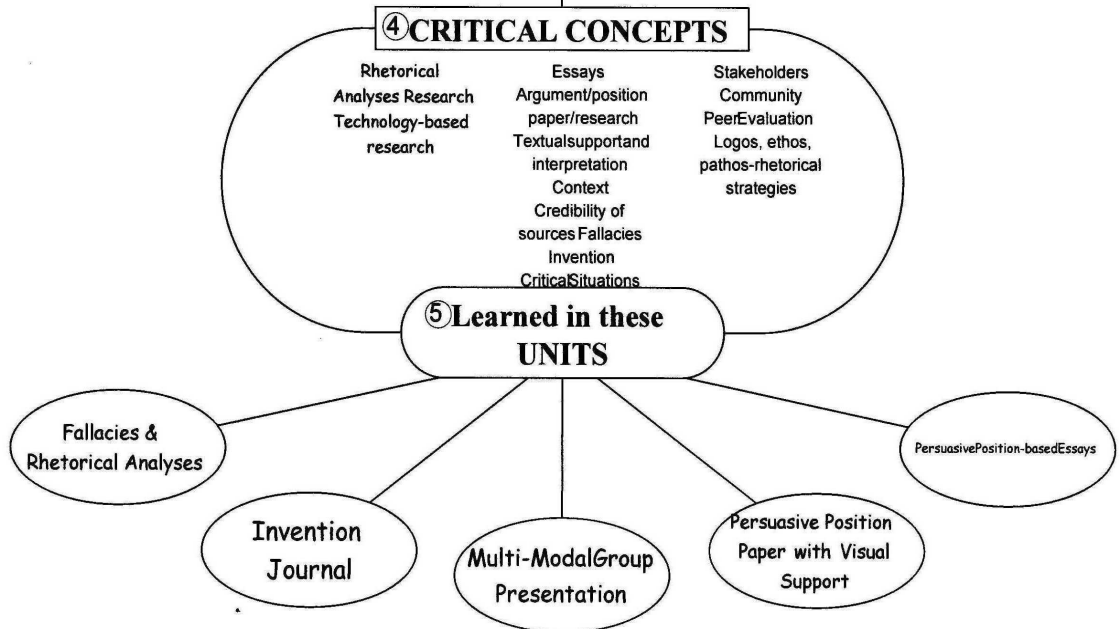 ④CRITICAL CONCEPTS
Rhetorical
Analyses Research
Technology-based
research
Essays
Argument/position
paper/research
Textualsupportand
interpretation
Context
Credibility of
sources Fallacies
Invention
CriticalSituations
Stakeholders
Community
PeerEvaluation
Logos, ethos,
pathos-rhetorical
strategies
⑤Learned in these
UNITS
Fallacies &
Rhetorical Analyses
Invention
Journal
Multi-ModalGroup
Presentation
Persuasive Position
Paper with Visual
Support
PersuasivePosition-basedEssays